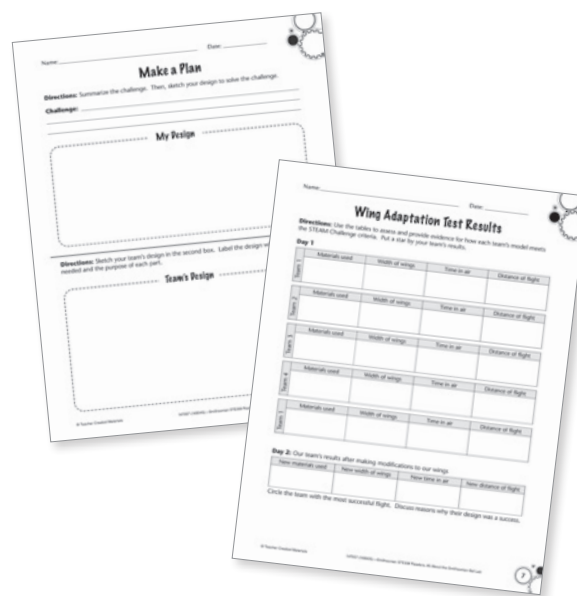 Name: Date:
Make a Plan
Directions: Summarize the challenge. Then, sketch your design to solve the challenge.
Challenge:
My Design
Directions: Sketch your team's design in the second box. Label the design w
needed and the purpose of each part.
Team's Design
© Teacher Created Materials
Name: Date:
Wing Adaptation Test Results
Directions: Use the tables to assess and provide evidence for how each team's model meets
the STEAM Challenge criteria. Put a star by your team's results.
Day 1
Team 1 Materials used Width of wings Time in air Distance of flight
Team 2 Materials used Width of wings Time in air Distance of flight
Team 3 Materials used Width of wings Time in air Distance of flight
Team 4 Materials used Width of wings Time in air Distance of flight
Team Materials used Width of wings Time in air Distance of flight
Day 2: Our team's results after making modifications to our wings.
New materials used New width of wings New time in air New distance of flight
Circle the team with the most successful flight. Discuss reasons why their design was a success.
© Teacher Created Materials
7